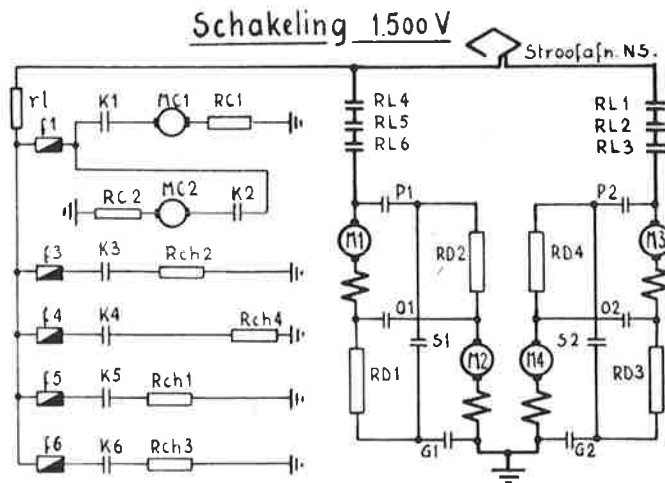 Schakeling 1.500 V
Stroofafn. NS.
rl
f1
K1
MC1
RC1
RC2
MC2
K2
f3
K3
Rch2
f4
K4
Rch4
f5
K5
Rch1
f6
K6
Rch3
RL4
RL5
RL6
RL1
RL2
RL3
P1
P2
M1
RD2
RD4
M3
O1
O2
S1
S2
RD1
M2
M4
RD3
G1
G2